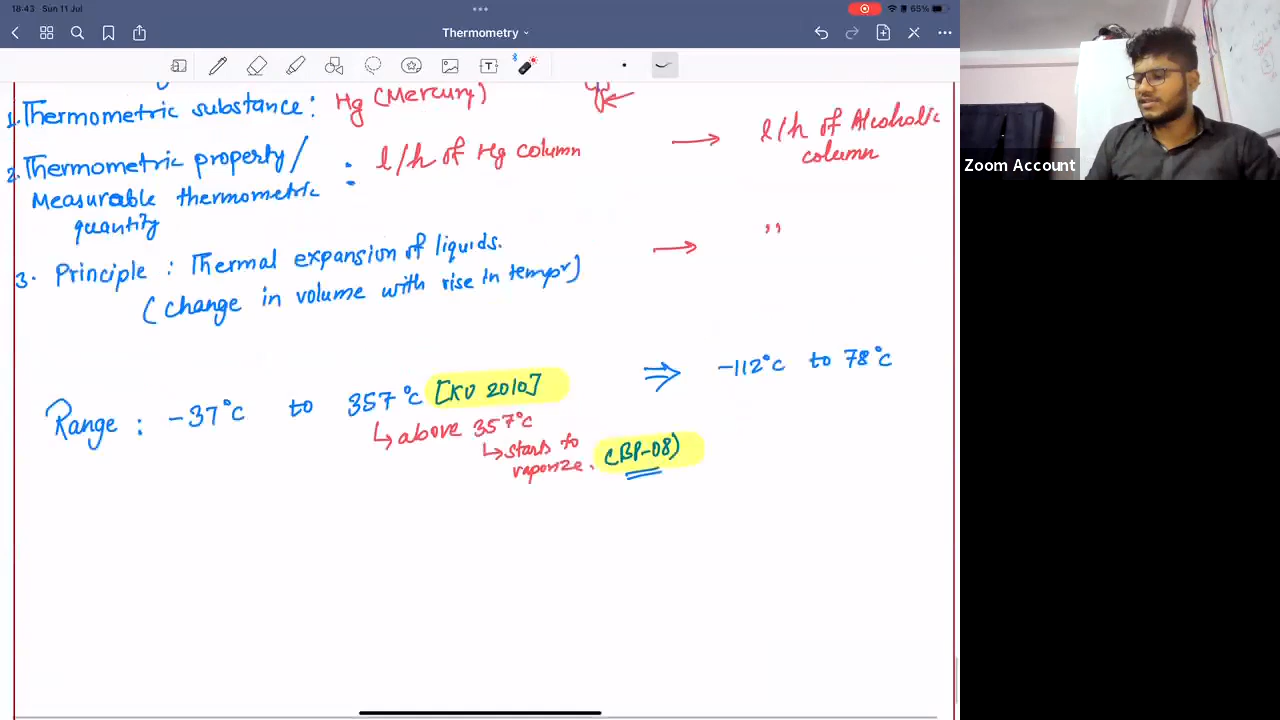 18:43 Sun 11 Jul
65%
Thermometry
Zoom Account
1. Thermometric substance : Hg (Mercury)
2. Thermometric property/ : l/h of Hg column → l/h of Alcoholic
column
Measurable thermometric
quantity
3. Principle : Thermal expansion of liquids. → ,,
(change in volume with rise in tempr)
Range : -37°C to 357°C [KU 2010] ⇒ -112°C to 78°C
↳ above 357°C
↳ starts to
vaporize. (BP-08)